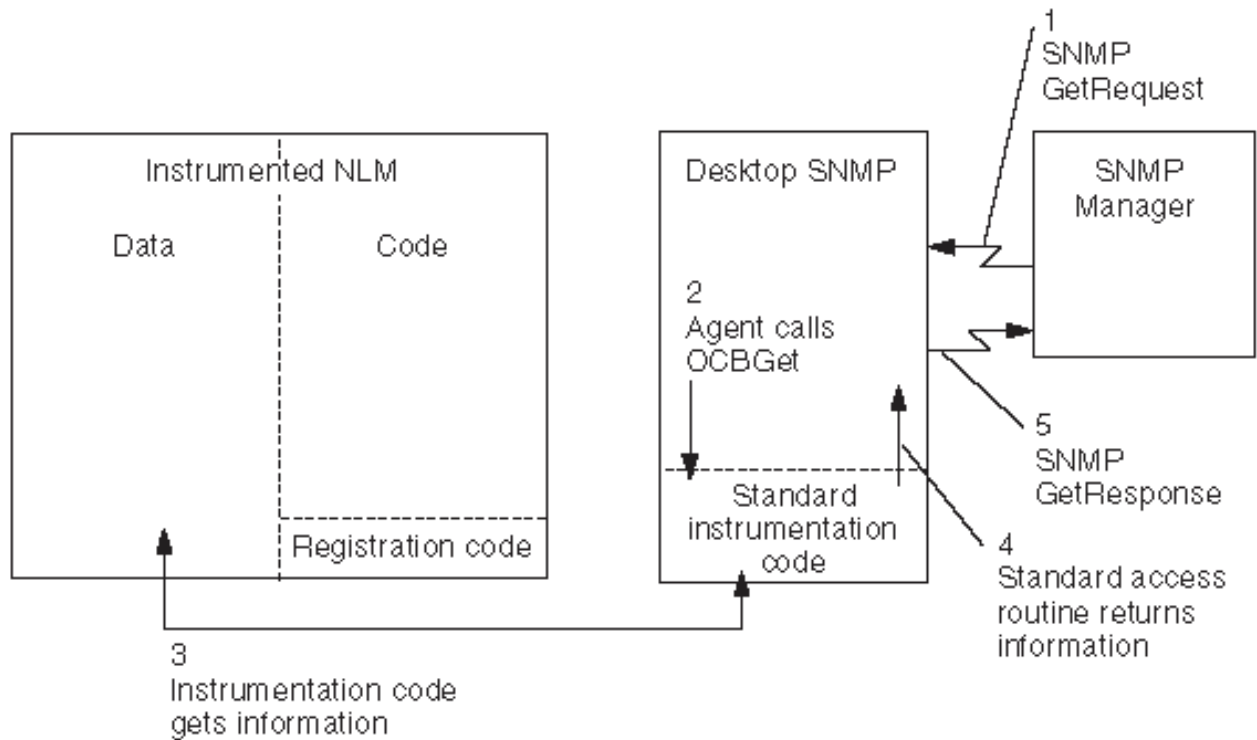 1
SNMP
GetRequest
Instrumented NLM
Data
Code
Registration code
Desktop SNMP
SNMP
Manager
2
Agent calls
OCBGet
Standard
instrumentation
code
5
SNMP
GetResponse
4
Standard access
routine returns
information
3
Instrumentation code
gets information